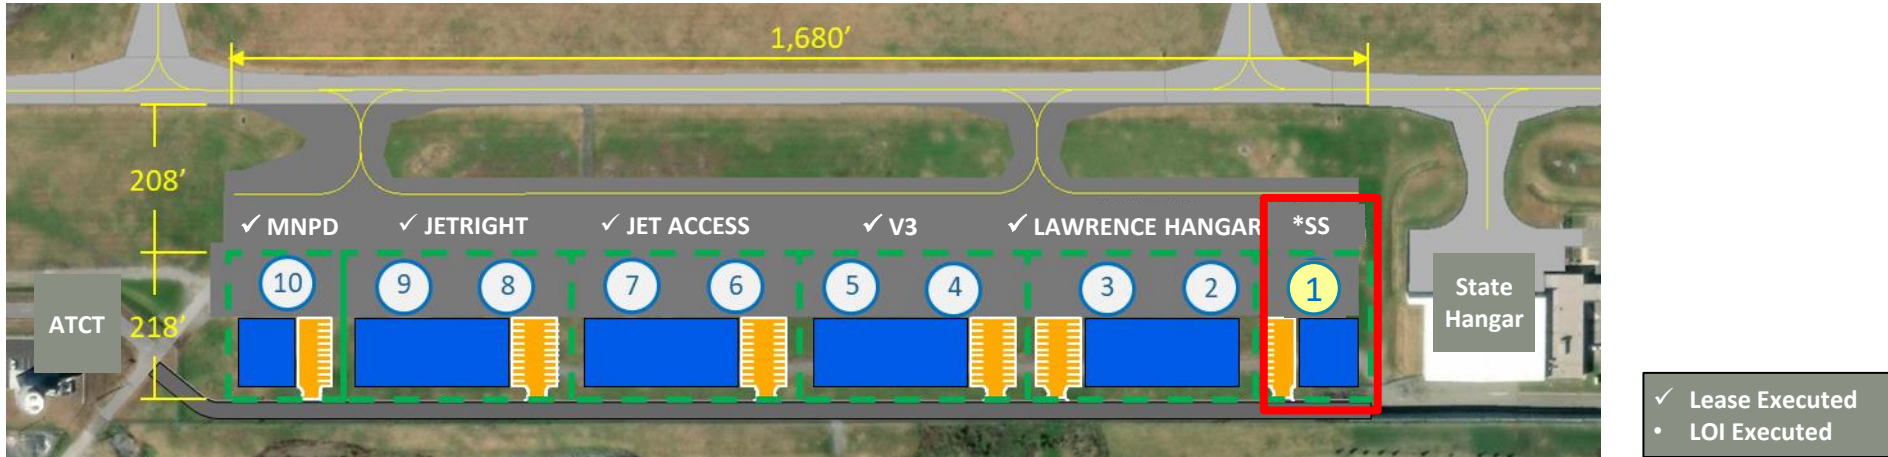 1,680’
208’
✓ MNPD ✓ JETRIGHT ✓ JET ACCESS ✓ V3 ✓ LAWRENCE HANGAR *SS
10 9 8 7 6 5 4 3 2 1
ATCT
218’
State
Hangar
✓ Lease Executed
• LOI Executed